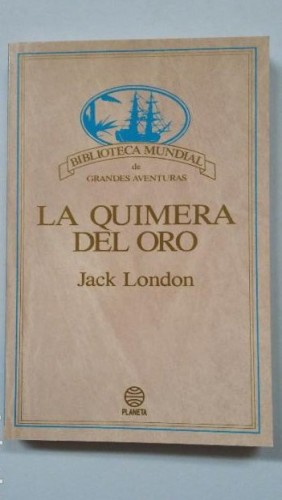 BIBLIOTECA MUNDIAL
de
GRANDES AVENTURAS
LA QUIMERA
DEL ORO
Jack London
PLANETA